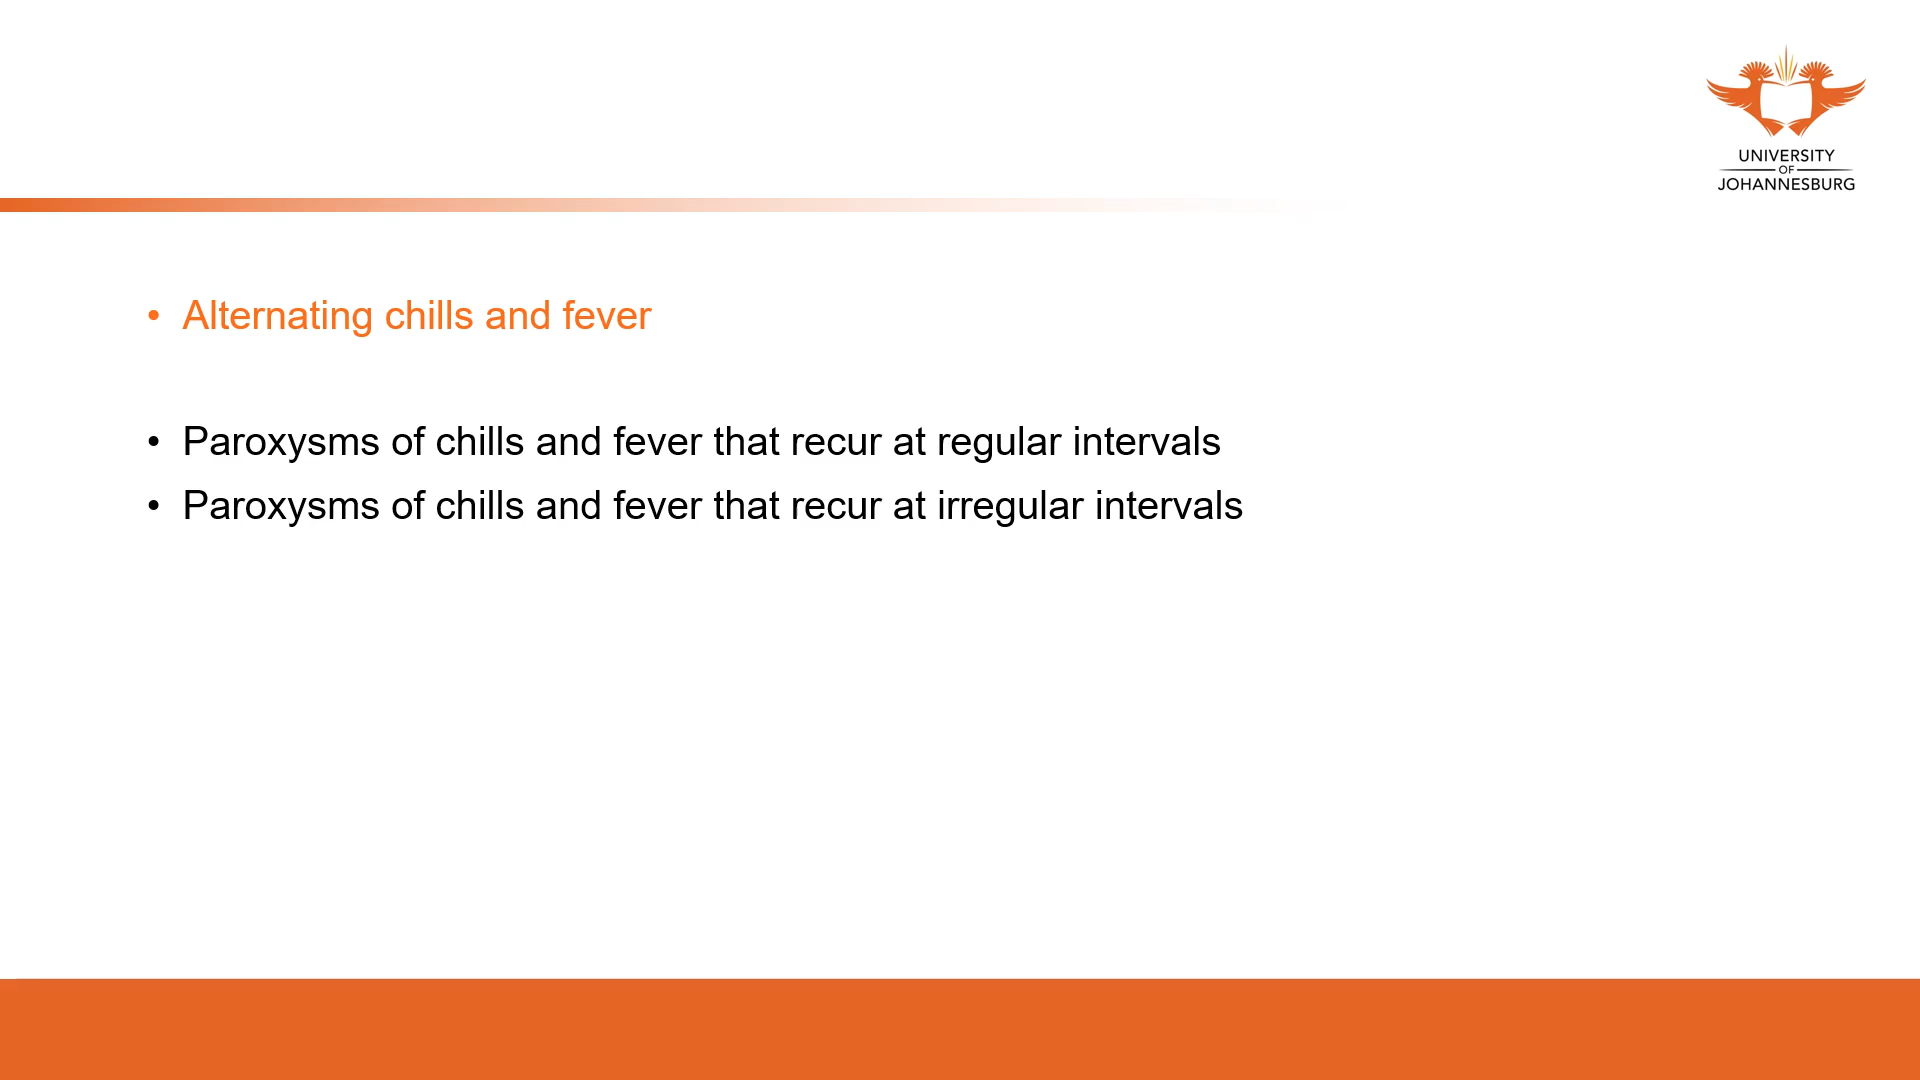 UNIVERSITY
OF
JOHANNESBURG
• Alternating chills and fever
• Paroxysms of chills and fever that recur at regular intervals
• Paroxysms of chills and fever that recur at irregular intervals